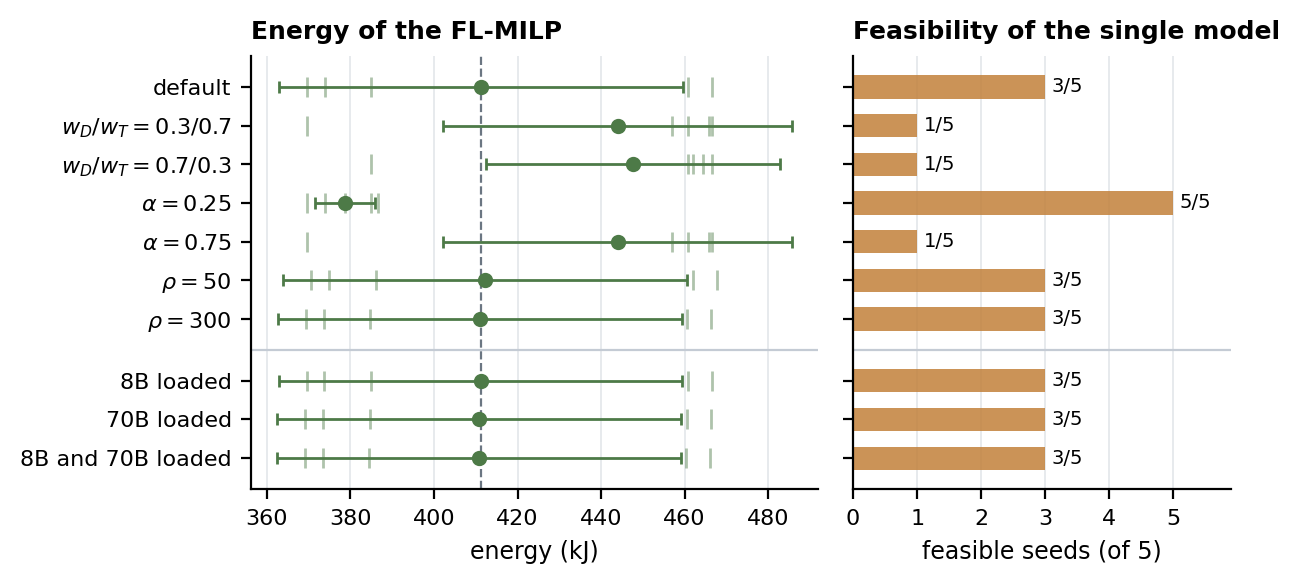 Energy of the FL-MILP
Feasibility of the single model
default
w_D/w_T = 0.3/0.7
w_D/w_T = 0.7/0.3
α = 0.25
α = 0.75
ρ = 50
ρ = 300
8B loaded
70B loaded
8B and 70B loaded
3/5
1/5
1/5
5/5
1/5
3/5
3/5
3/5
3/5
3/5
360 380 400 420 440 460 480
energy (kJ)
0 1 2 3 4 5
feasible seeds (of 5)